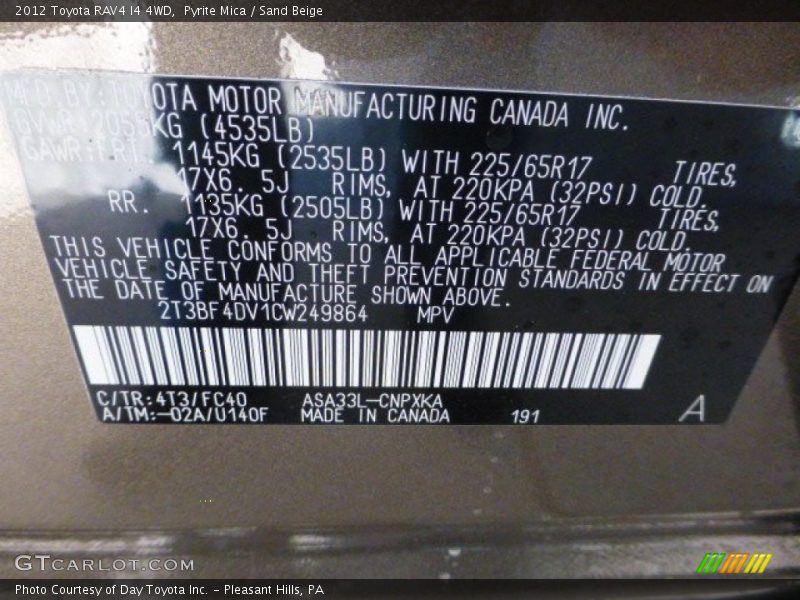 2012 Toyota RAV4 I4 4WD,  Pyrite Mica / Sand Beige
MFD. BY: TOYOTA MOTOR MANUFACTURING CANADA INC.
GVWR: 2055KG (4535LB)
GAWR: FRT. 1145KG (2535LB) WITH 225/65R17 TIRES,
17X6. 5J RIMS, AT 220KPA (32PSI) COLD.
RR. 1135KG (2505LB) WITH 225/65R17 TIRES,
17X6. 5J RIMS, AT 220KPA (32PSI) COLD.
THIS VEHICLE CONFORMS TO ALL APPLICABLE FEDERAL MOTOR
VEHICLE SAFETY AND THEFT PREVENTION STANDARDS IN EFFECT ON
THE DATE OF MANUFACTURE SHOWN ABOVE.
2T3BF4DV1CW249864 MPV
C/TR: 4T3/FC40 ASA33L-CNPXKA
A/TM: -02A/U140F MADE IN CANADA 191 A
GTCARLOT.COM
Photo Courtesy of Day Toyota Inc. - Pleasant Hills, PA